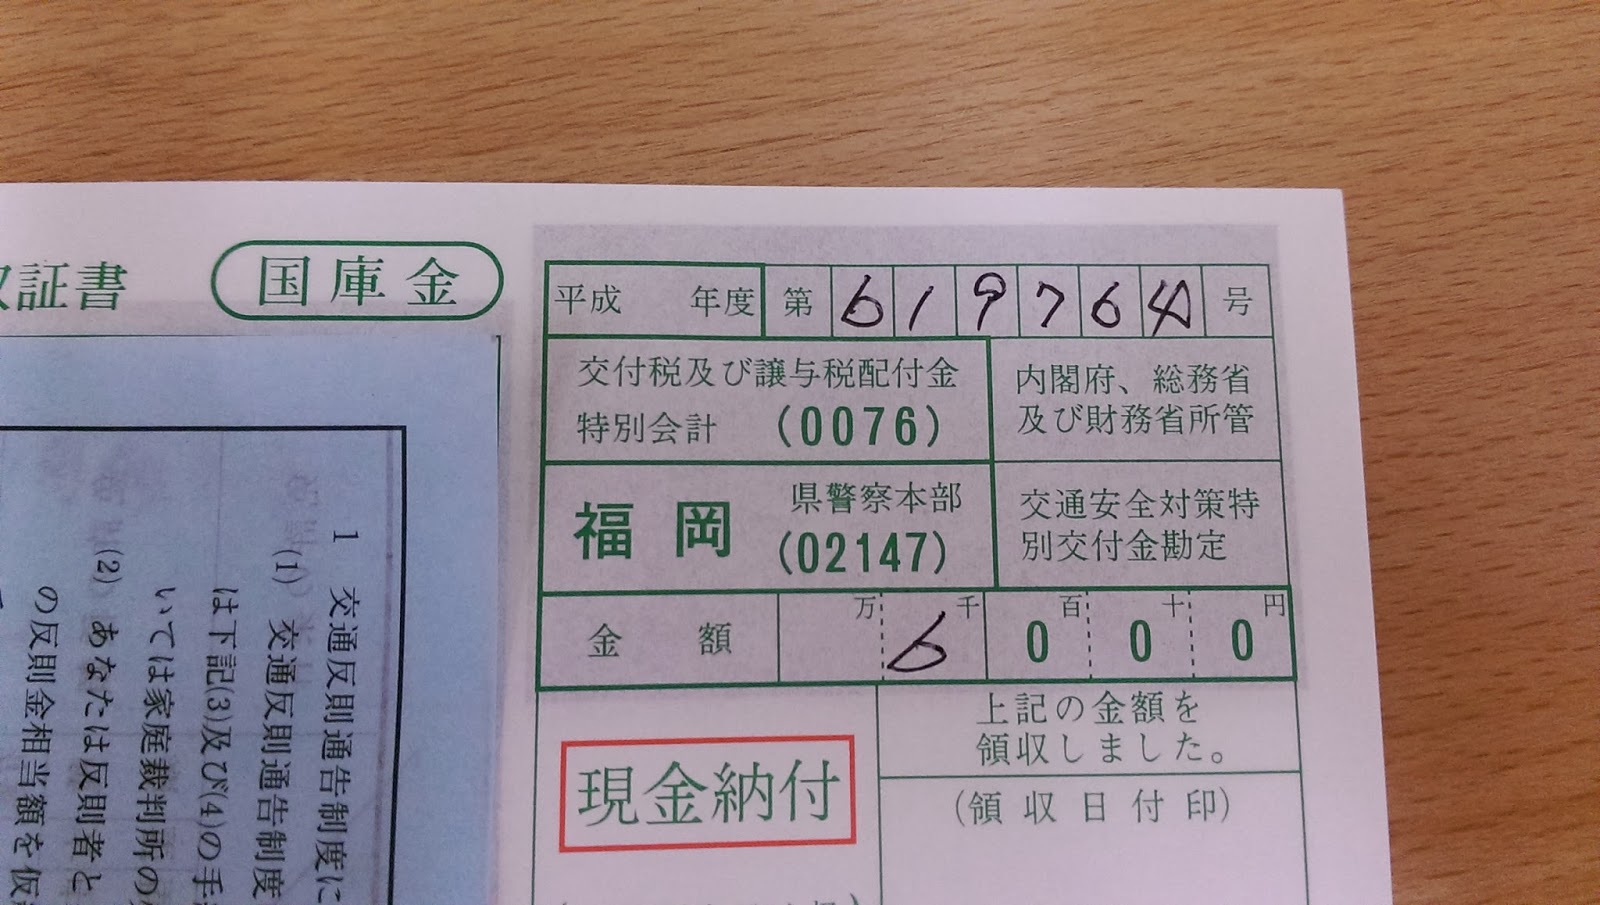 収証書
国庫金
平成 年度 第 619764 号
交付税及び譲与税配付金
特別会計 (0076)
内閣府、総務省
及び財務省所管
福岡 県警察本部
(02147)
交通安全対策特
別交付金勘定
金額 万 6千 0百 0十 0円
現金納付
上記の金額を
領収しました。
(領収日付印)
1 交通反則通告制度に
(1) 交通反則通告制度
は下記(3)及び(4)の手
いては家庭裁判所の
(2) あなたは反則者と
の反則金相当額を仮